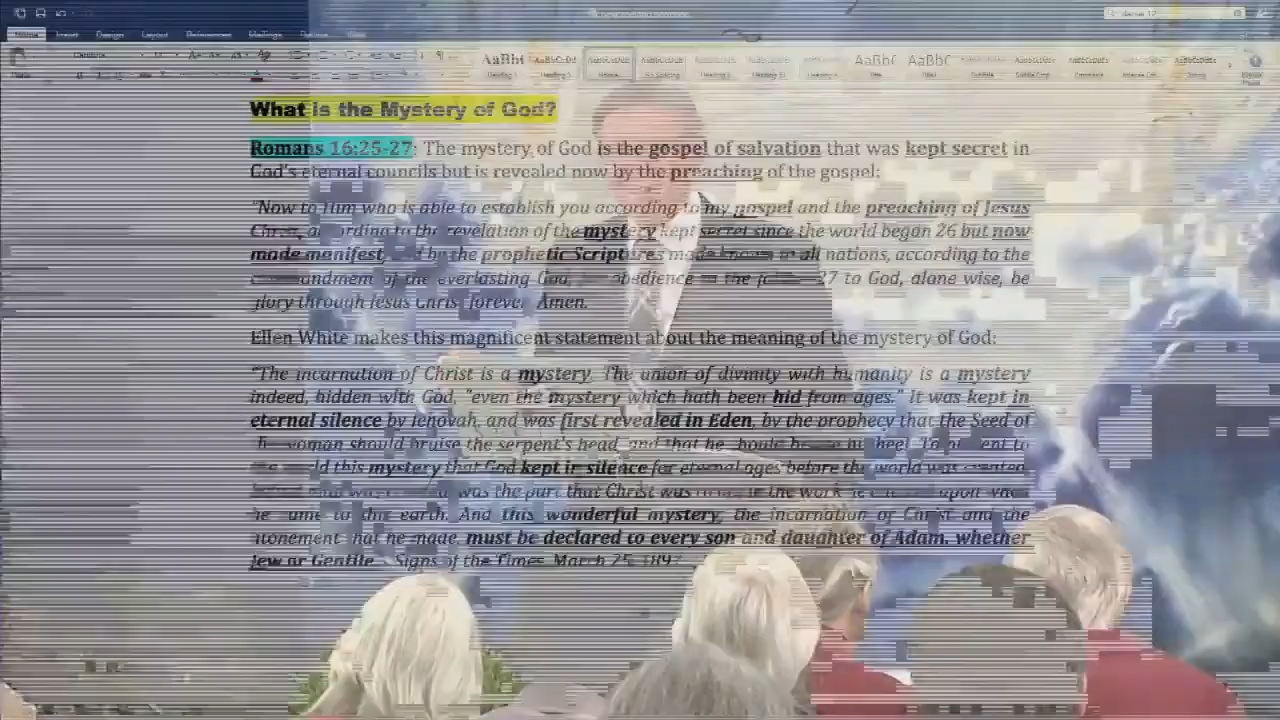 Insert Design Layout References Mailings
AaBbC AaBbC
What is the Mystery of God?
Romans 16:25-27: The mystery of God is the gospel of salvation that was kept secret in
God's eternal councils but is revealed now by the preaching of the gospel:
"Now to Him who is able to establish you according to my gospel and the preaching of Jesus
according to the revelation of the mystery kept secret since the world began 26 but now
made manifest, and by the prophetic Scriptures made known to all nations, according to the
commandment of the everlasting God, obedience 27 to God, alone wise, be
glory through Jesus Christ forever. Amen.
Ellen White makes this magnificent statement about the meaning of the mystery of God:
"The incarnation of Christ is a mystery. The union of divinity with humanity is a mystery
indeed, hidden with God, "even the mystery which hath been hid from ages." It was kept in
eternal silence by Jehovah, and was first revealed in Eden, by the prophecy that the Seed of
woman should bruise the serpent's head, and that he should heel. to
this mystery that God kept in silence for eternal ages before the world was created
was the part that Christ was in the work upon when
he came to this earth. And this wonderful mystery, the incarnation of Christ and the
atonement that he made, must be declared to every son and daughter of Adam, whether
Jew or Gentile Signs of the Times March 25, 189